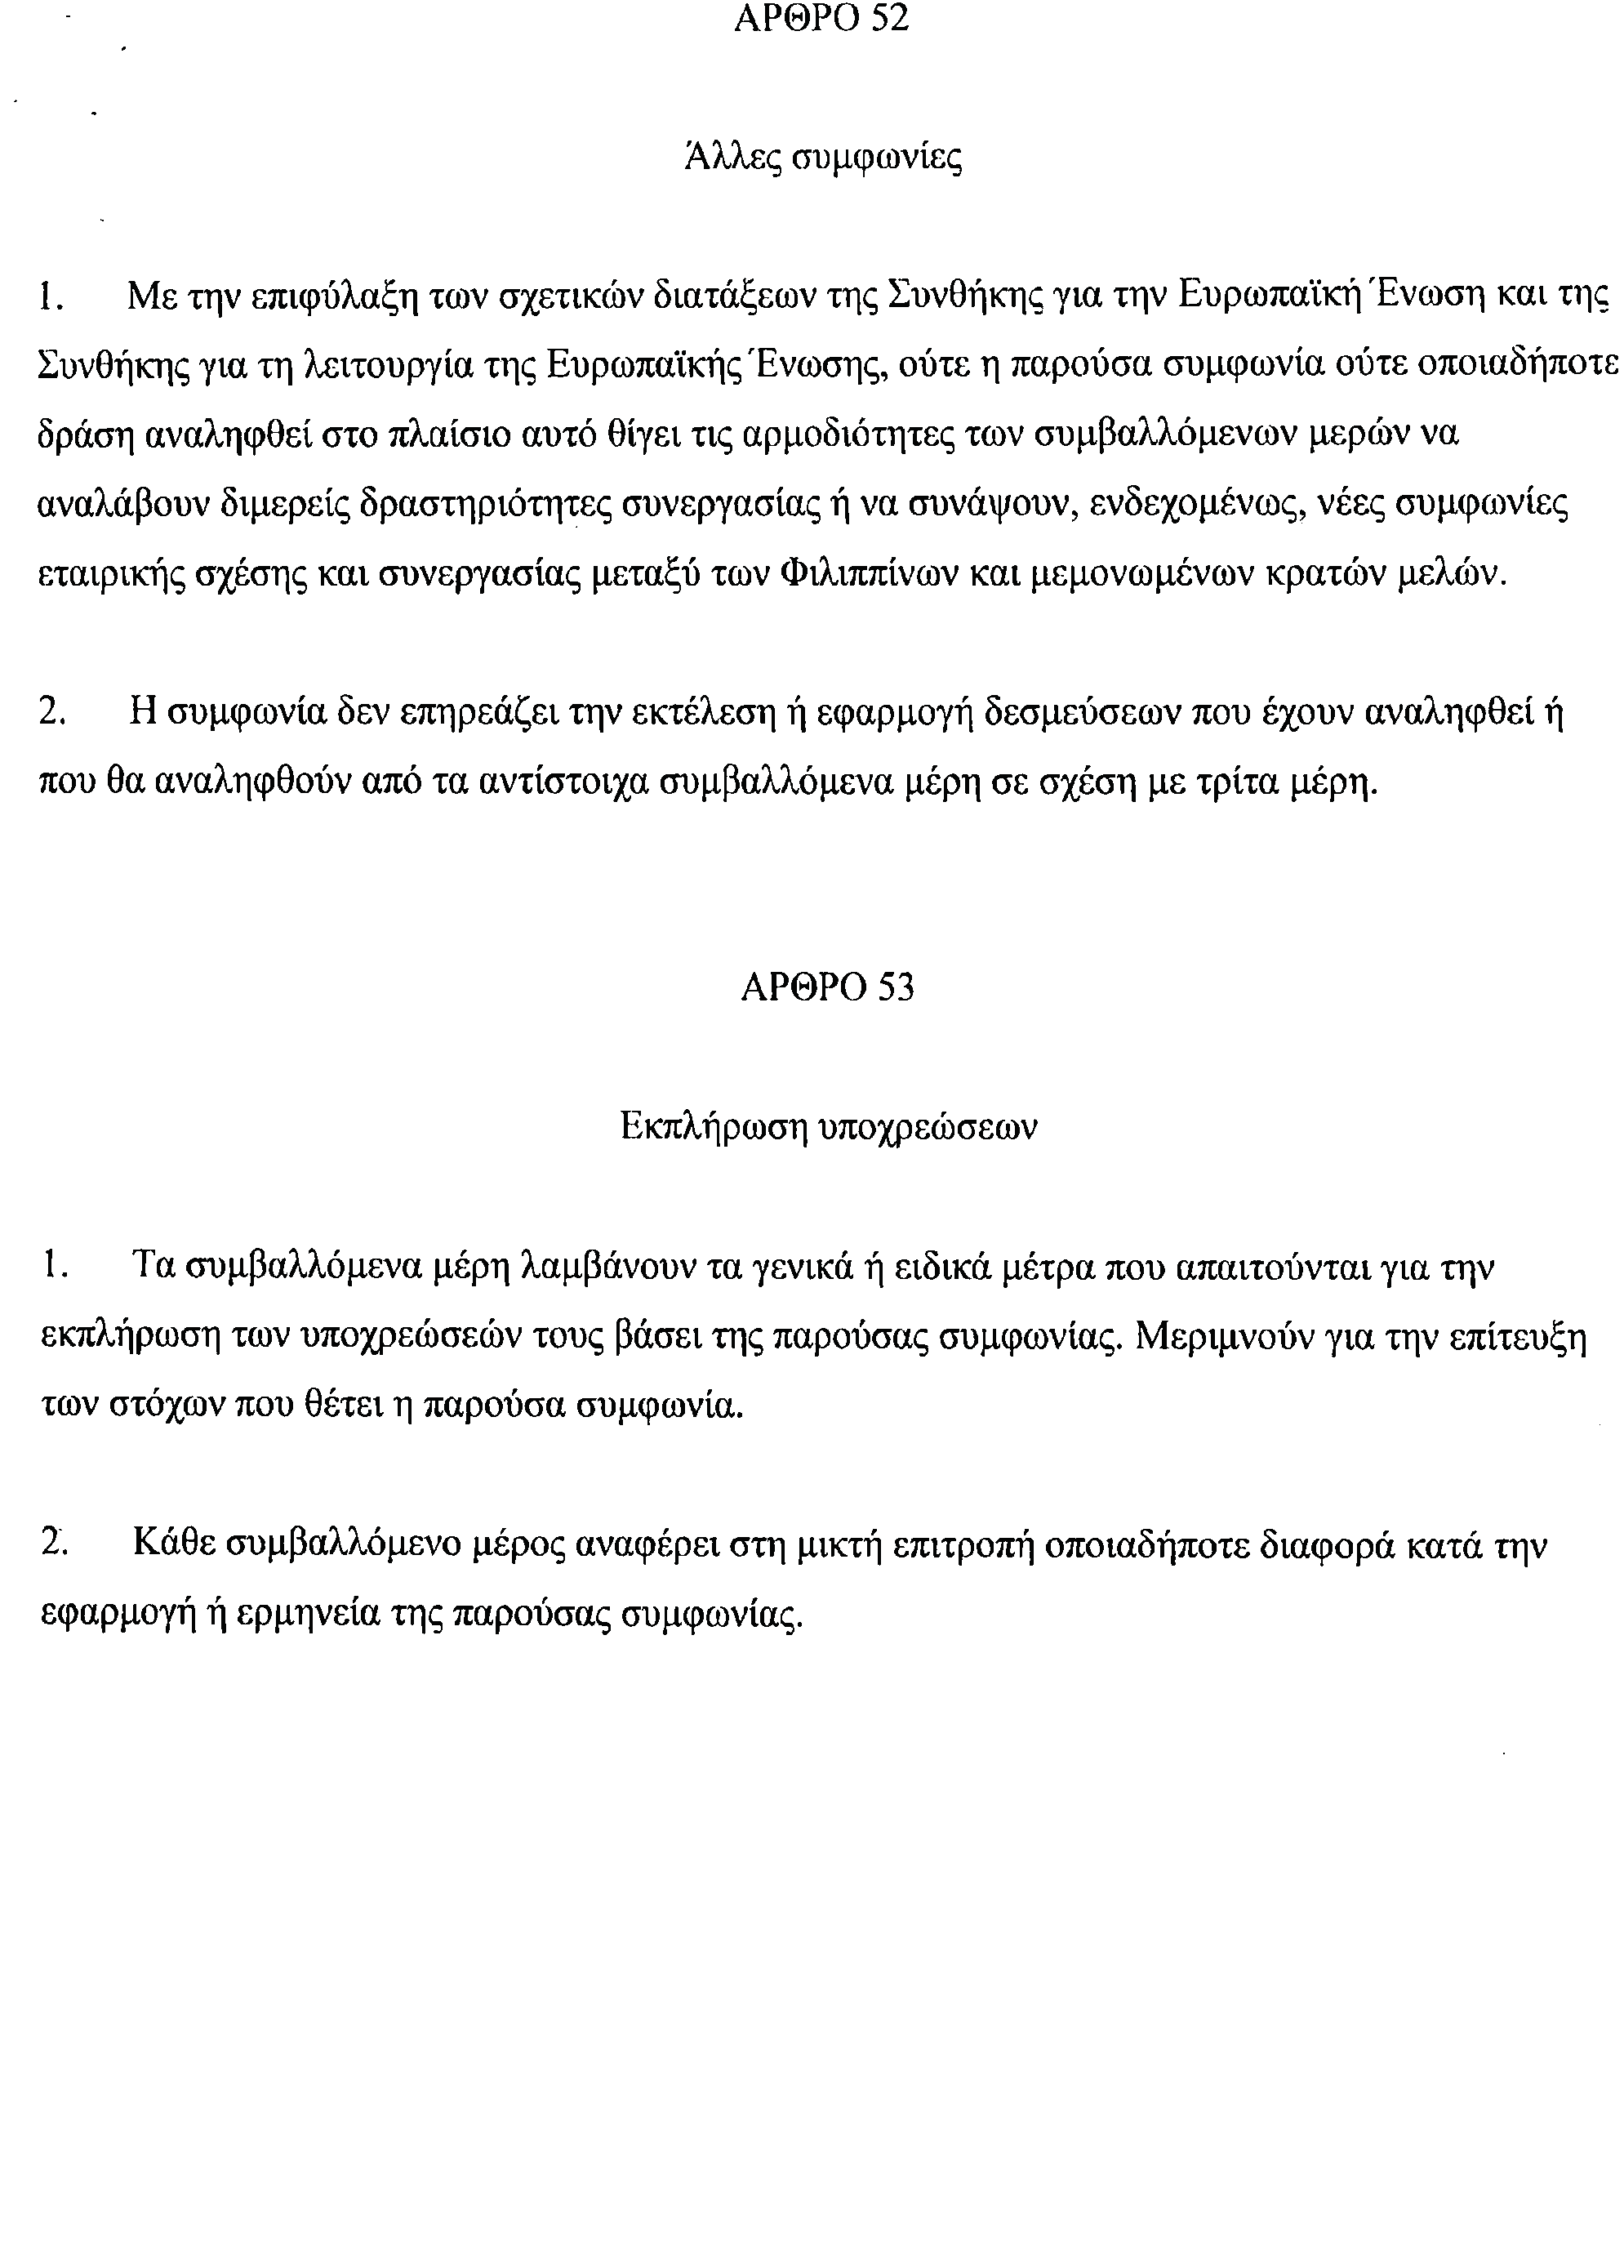 ΑΡΘΡΟ 52
Άλλες συμφωνίες
1. Με την επιφύλαξη των σχετικών διατάξεων της Συνθήκης για την Ευρωπαϊκή Ένωση και της
Συνθήκης για τη λειτουργία της Ευρωπαϊκής Ένωσης, ούτε η παρούσα συμφωνία ούτε οποιαδήποτε
δράση αναληφθεί στο πλαίσιο αυτό θίγει τις αρμοδιότητες των συμβαλλόμενων μερών να
αναλάβουν διμερείς δραστηριότητες συνεργασίας ή να συνάψουν, ενδεχομένως, νέες συμφωνίες
εταιρικής σχέσης και συνεργασίας μεταξύ των Φιλιππίνων και μεμονωμένων κρατών μελών.
2. Η συμφωνία δεν επηρεάζει την εκτέλεση ή εφαρμογή δεσμεύσεων που έχουν αναληφθεί ή
που θα αναληφθούν από τα αντίστοιχα συμβαλλόμενα μέρη σε σχέση με τρίτα μέρη.
ΑΡΘΡΟ 53
Εκπλήρωση υποχρεώσεων
1. Τα συμβαλλόμενα μέρη λαμβάνουν τα γενικά ή ειδικά μέτρα που απαιτούνται για την
εκπλήρωση των υποχρεώσεών τους βάσει της παρούσας συμφωνίας. Μεριμνούν για την επίτευξη
των στόχων που θέτει η παρούσα συμφωνία.
2. Κάθε συμβαλλόμενο μέρος αναφέρει στη μικτή επιτροπή οποιαδήποτε διαφορά κατά την
εφαρμογή ή ερμηνεία της παρούσας συμφωνίας.